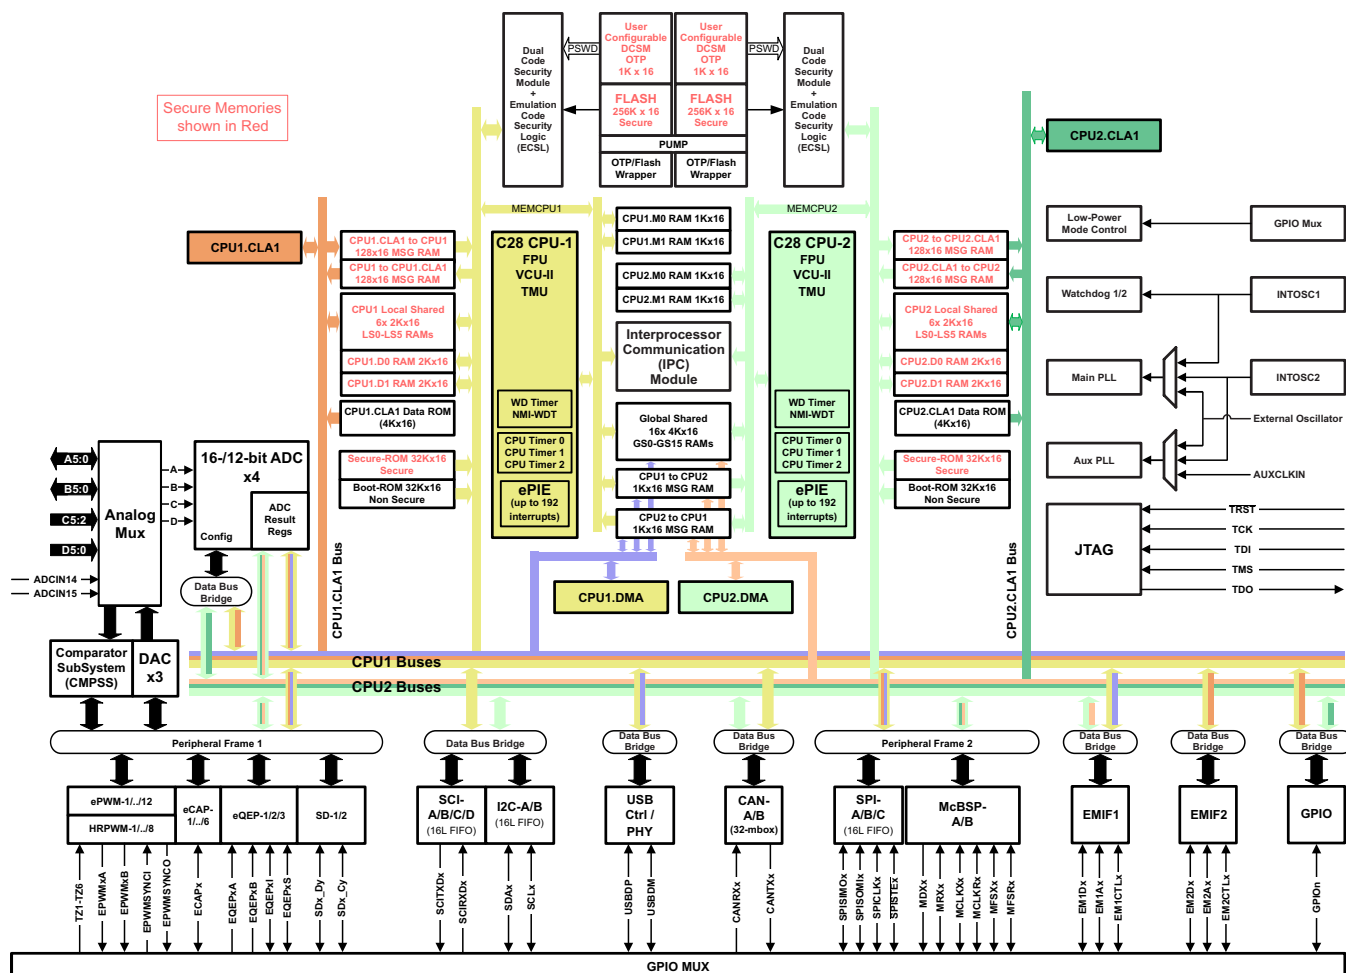 Secure Memories
shown in Red
Dual
Code
Security
Module
+
Emulation
Code
Security
Logic
(ECSL)
PSWD
User
Configurable
DCSM
OTP
1K x 16
User
Configurable
DCSM
OTP
1K x 16
PSWD
Dual
Code
Security
Module
+
Emulation
Code
Security
Logic
(ECSL)
FLASH
256K x 16
Secure
FLASH
256K x 16
Secure
PUMP
OTP/Flash
Wrapper
OTP/Flash
Wrapper
CPU2.CLA1
MEMCPU1
MEMCPU2
CPU1.CLA1
CPU1.CLA1 to CPU1
128x16 MSG RAM
CPU1 to CPU1.CLA1
128x16 MSG RAM
CPU1 Local Shared
6x 2Kx16
LS0-LS5 RAMs
CPU1.D0 RAM 2Kx16
CPU1.D1 RAM 2Kx16
CPU1.CLA1 Data ROM
(4Kx16)
Secure-ROM 32Kx16
Secure
Boot-ROM 32Kx16
Non Secure
C28 CPU-1
FPU
VCU-II
TMU
WD Timer
NMI-WDT
CPU Timer 0
CPU Timer 1
CPU Timer 2
ePIE
(up to 192
interrupts)
CPU1.M0 RAM 1Kx16
CPU1.M1 RAM 1Kx16
CPU2.M0 RAM 1Kx16
CPU2.M1 RAM 1Kx16
Interprocessor
Communication
(IPC)
Module
Global Shared
16x 4Kx16
GS0-GS15 RAMs
CPU1 to CPU2
1Kx16 MSG RAM
CPU2 to CPU1
1Kx16 MSG RAM
C28 CPU-2
FPU
VCU-II
TMU
WD Timer
NMI-WDT
CPU Timer 0
CPU Timer 1
CPU Timer 2
ePIE
(up to 192
interrupts)
CPU2 to CPU2.CLA1
128x16 MSG RAM
CPU2.CLA1 to CPU2
128x16 MSG RAM
CPU2 Local Shared
6x 2Kx16
LS0-LS5 RAMs
CPU2.D0 RAM 2Kx16
CPU2.D1 RAM 2Kx16
CPU2.CLA1 Data ROM
(4Kx16)
Secure-ROM 32Kx16
Secure
Boot-ROM 32Kx16
Non Secure
Low-Power
Mode Control
GPIO Mux
Watchdog 1/2
INTOSC1
Main PLL
INTOSC2
External Oscillator
Aux PLL
AUXCLKIN
JTAG
TRST
TCK
TDI
TMS
TDO
A5:0
B5:0
C5:2
D5:0
ADCIN14
ADCIN15
Analog
Mux
A
B
C
D
16-/12-bit ADC
x4
ADC
Result
Regs
Config
Data Bus
Bridge
CPU1.CLA1 Bus
CPU1.DMA
CPU2.DMA
CPU2.CLA1 Bus
Comparator
SubSystem
(CMPSS)
DAC
x3
CPU1 Buses
CPU2 Buses
Peripheral Frame 1
Data Bus Bridge
Data Bus
Bridge
Data Bus
Bridge
Peripheral Frame 2
Data Bus
Bridge
Data Bus
Bridge
Data Bus
Bridge
ePWM-1/../12
HRPWM-1/../8
eCAP-
1/../6
eQEP-1/2/3
SD-1/2
SCI-
A/B/C/D
(16L FIFO)
I2C-A/B
(16L FIFO)
USB
Ctrl /
PHY
CAN-
A/B
(32-mbox)
SPI-
A/B/C
(16L FIFO)
McBSP-
A/B
EMIF1
EMIF2
GPIO
TZ1-TZ6
EPWMxA
EPWMxB
EPWMSYNCI
EPWMSYNCO
ECAPx
EQEPxA
EQEPxB
EQEPxI
EQEPxS
SDx_Dy
SDx_Cy
SCITXDx
SCIRXDx
SDAx
SCLx
USBDP
USBDM
CANRXx
CANTXx
SPISIMOx
SPISOMIx
SPICLKx
SPISTEx
MDXx
MRXx
MCLKXx
MCLKRx
MFSXx
MFSRx
EM1Dx
EM1Ax
EM1CTLx
EM2Dx
EM2Ax
EM2CTLx
GPIOn
GPIO MUX